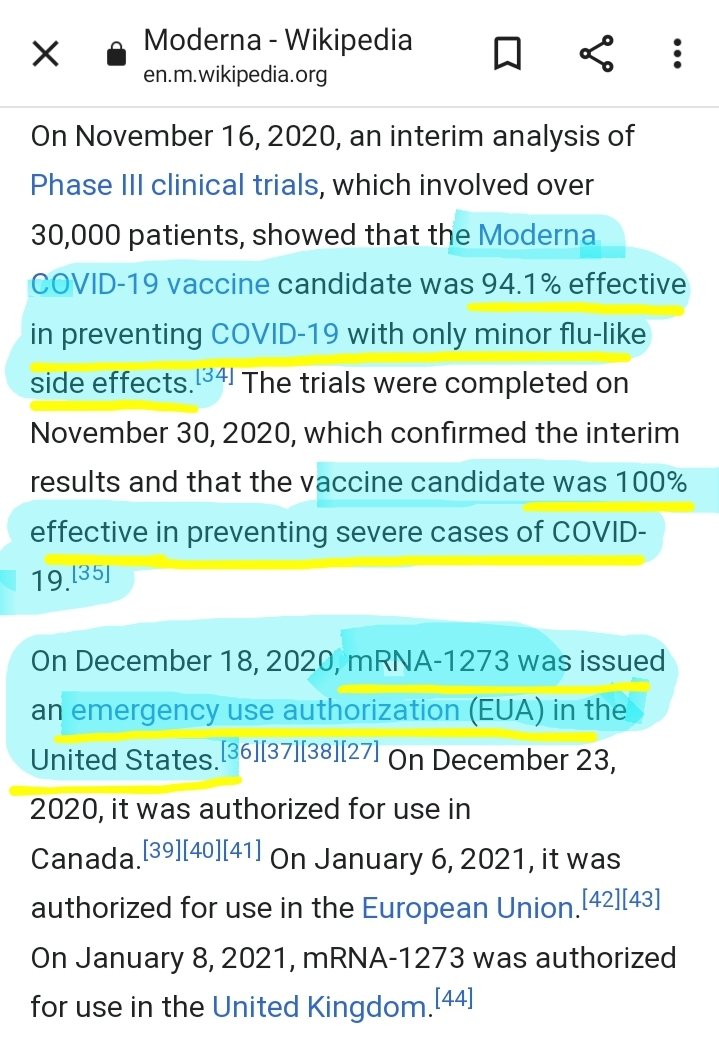 Moderna - Wikipedia
en.m.wikipedia.org
On November 16, 2020, an interim analysis of
Phase III clinical trials, which involved over
30,000 patients, showed that the Moderna
COVID-19 vaccine candidate was 94.1% effective
in preventing COVID-19 with only minor flu-like
side effects.[34] The trials were completed on
November 30, 2020, which confirmed the interim
results and that the vaccine candidate was 100%
effective in preventing severe cases of COVID-
19.[35]
On December 18, 2020, mRNA-1273 was issued
an emergency use authorization (EUA) in the
United States.[36][37][38][27] On December 23,
2020, it was authorized for use in
Canada.[39][40][41] On January 6, 2021, it was
authorized for use in the European Union.[42][43]
On January 8, 2021, mRNA-1273 was authorized
for use in the United Kingdom.[44]